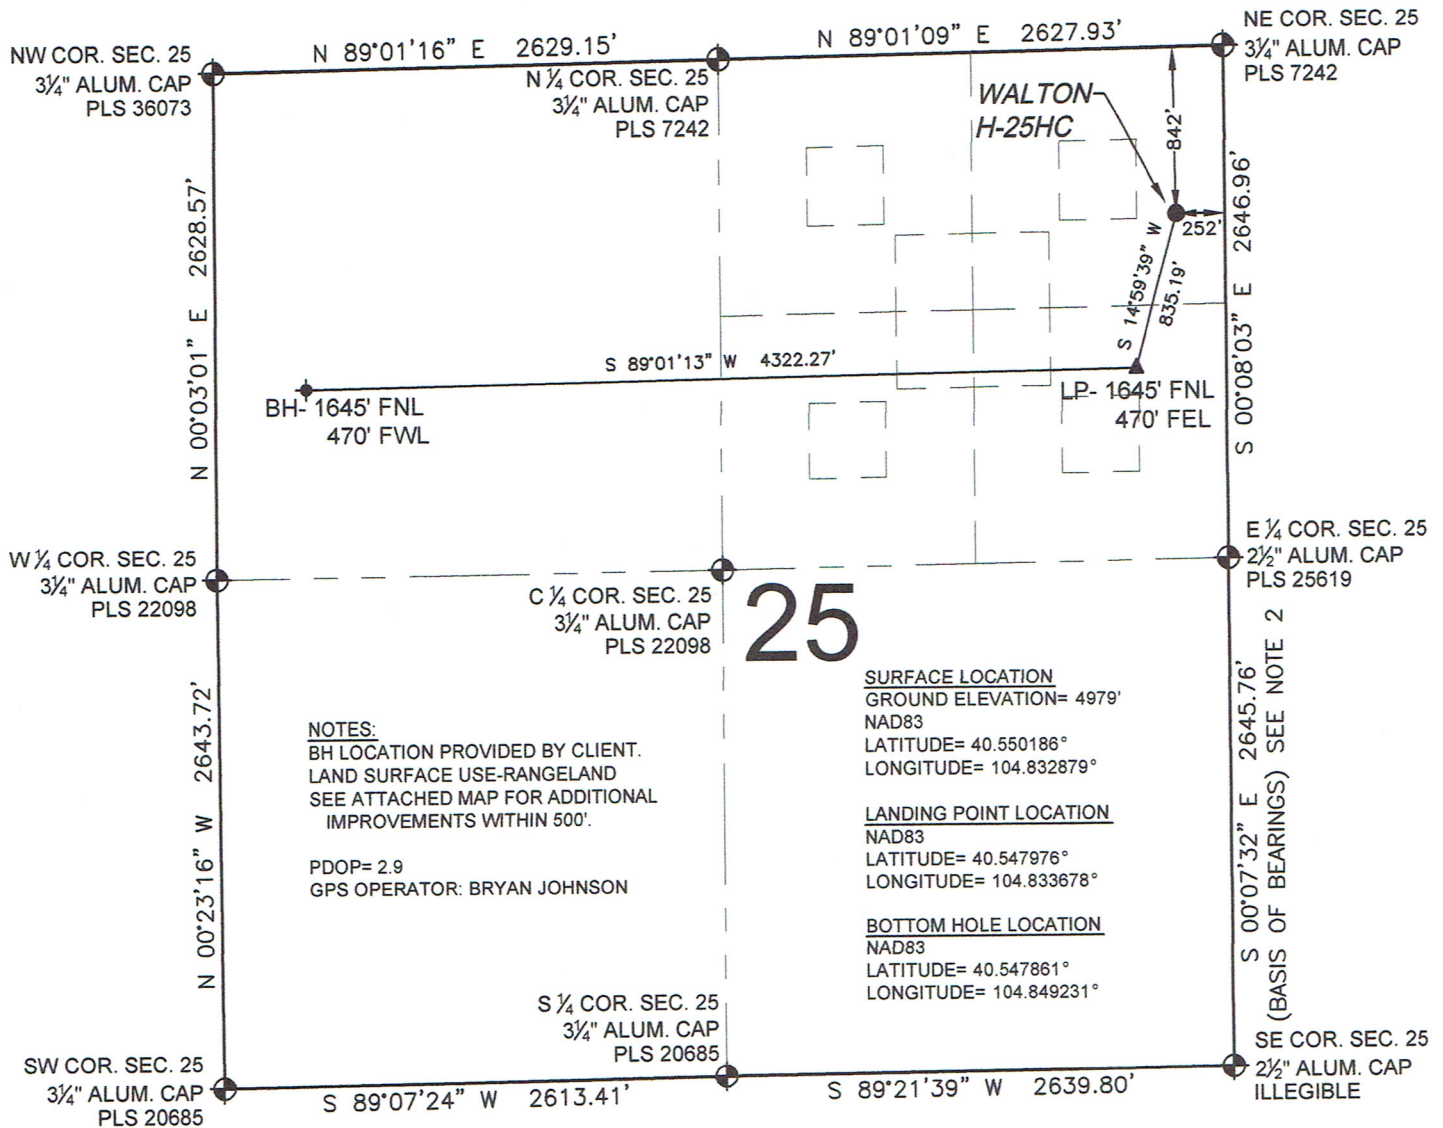 N 89°01'16" E 2629.15'
N 89°01'09" E 2627.93'
NW COR. SEC. 25
3¼" ALUM. CAP
PLS 36073
N ¼ COR. SEC. 25
3¼" ALUM. CAP
PLS 7242
NE COR. SEC. 25
3¼" ALUM. CAP
PLS 7242
WALTON
H-25HC
842'
252'
N 00°03'01" E 2628.57'
S 00°08'03" E 2646.96'
S 14°59'39" W
835.19'
S 89°01'13" W 4322.27'
BH- 1645' FNL
470' FWL
LP- 1645' FNL
470' FEL
W ¼ COR. SEC. 25
3¼" ALUM. CAP
PLS 22098
C ¼ COR. SEC. 25
3¼" ALUM. CAP
PLS 22098
25
E ¼ COR. SEC. 25
2½" ALUM. CAP
PLS 25619
N 00°23'16" W 2643.72'
NOTES:
BH LOCATION PROVIDED BY CLIENT.
LAND SURFACE USE-RANGELAND
SEE ATTACHED MAP FOR ADDITIONAL
IMPROVEMENTS WITHIN 500'.
PDOP= 2.9
GPS OPERATOR: BRYAN JOHNSON
SURFACE LOCATION
GROUND ELEVATION= 4979'
NAD83
LATITUDE= 40.550186°
LONGITUDE= 104.832879°
LANDING POINT LOCATION
NAD83
LATITUDE= 40.547976°
LONGITUDE= 104.833678°
BOTTOM HOLE LOCATION
NAD83
LATITUDE= 40.547861°
LONGITUDE= 104.849231°
S 00°07'32" E 2645.76'
(BASIS OF BEARINGS) SEE NOTE 2
SW COR. SEC. 25
3¼" ALUM. CAP
PLS 20685
S ¼ COR. SEC. 25
3¼" ALUM. CAP
PLS 20685
SE COR. SEC. 25
2½" ALUM. CAP
ILLEGIBLE
S 89°07'24" W 2613.41'
S 89°21'39" W 2639.80'